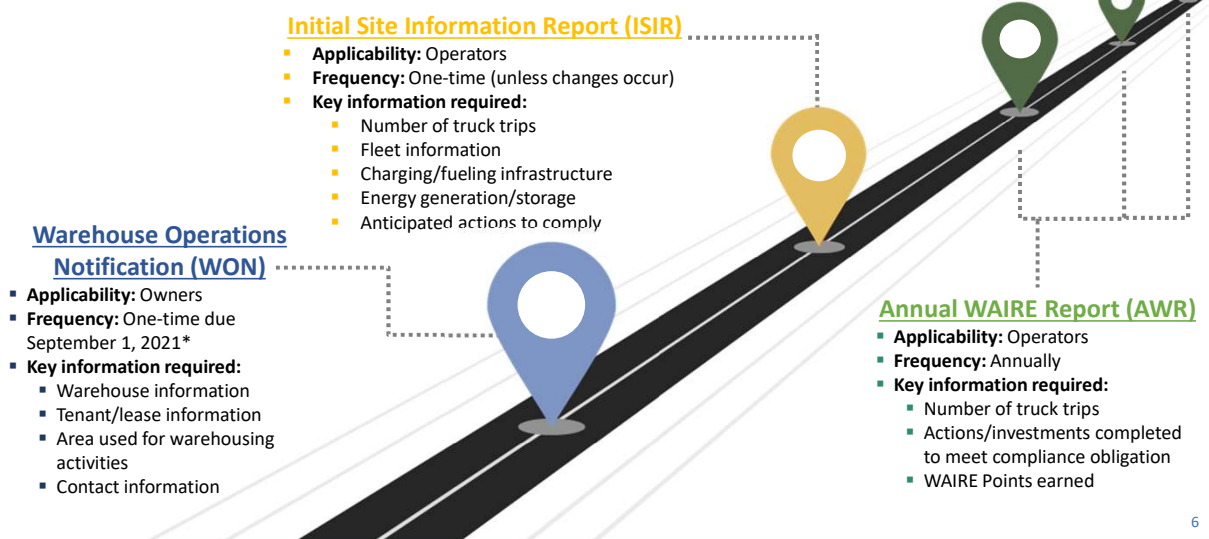 Initial Site Information Report (ISIR)
▪ Applicability: Operators
▪ Frequency: One-time (unless changes occur)
▪ Key information required:
▪ Number of truck trips
▪ Fleet information
▪ Charging/fueling infrastructure
▪ Energy generation/storage
▪ Anticipated actions to comply
Warehouse Operations
Notification (WON)
▪ Applicability: Owners
▪ Frequency: One-time due
September 1, 2021*
▪ Key information required:
▪ Warehouse information
▪ Tenant/lease information
▪ Area used for warehousing
activities
▪ Contact information
Annual WAIRE Report (AWR)
▪ Applicability: Operators
▪ Frequency: Annually
▪ Key information required:
▪ Number of truck trips
▪ Actions/investments completed
to meet compliance obligation
▪ WAIRE Points earned
6